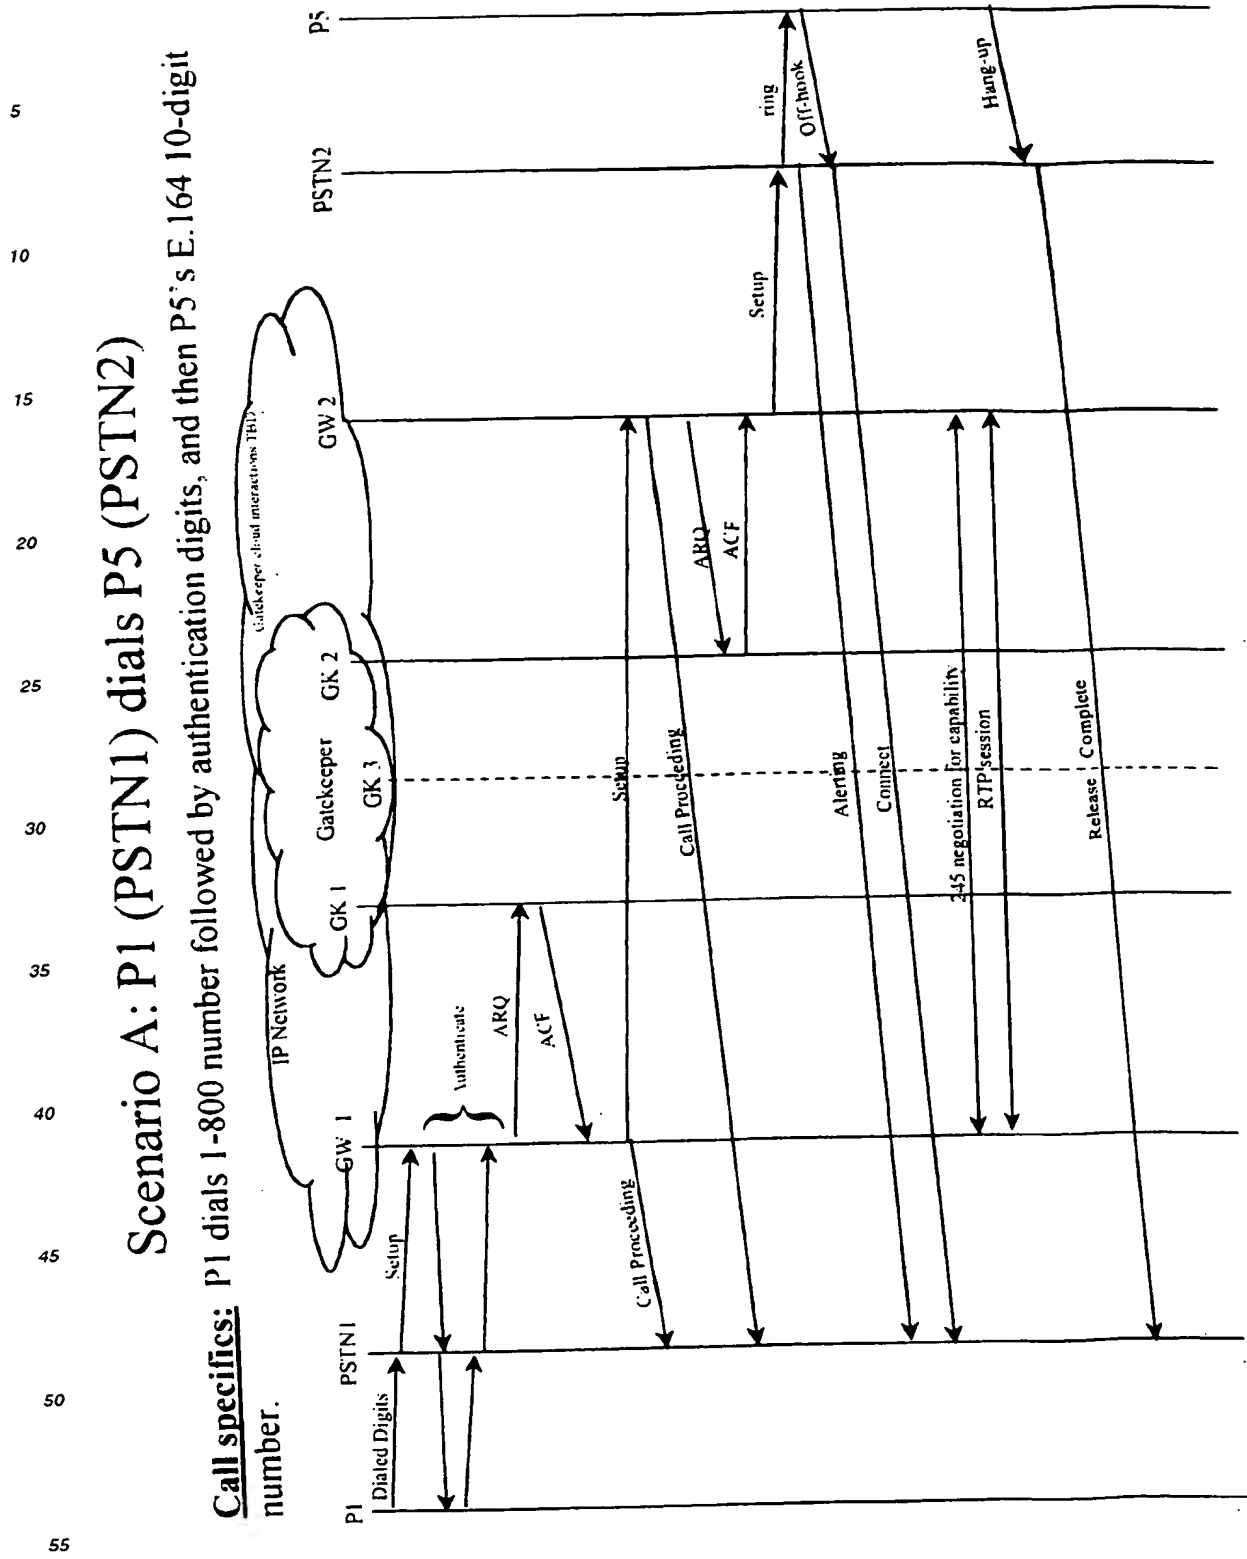 Scenario A: P1 (PSTN1) dials P5 (PSTN2)
Call specifics: P1 dials 1-800 number followed by authentication digits, and then P5's E.164 10-digit
number.
IP Network
Gatekeeper
Gatekeeper cloud interactions TBD
P1
PSTN1
GW 1
GK 1
GK 3
GK 2
GW 2
PSTN2
P5
Dialed Digits
Setup
Authenticate
ARQ
ACF
Setup
Call Proceeding
Call Proceeding
ARQ
ACF
Setup
ring
Off-hook
Alerting
Connect
245 negotiation for capability
RTP session
Hang-up
Release Complete
5
10
15
20
25
30
35
40
45
50
55